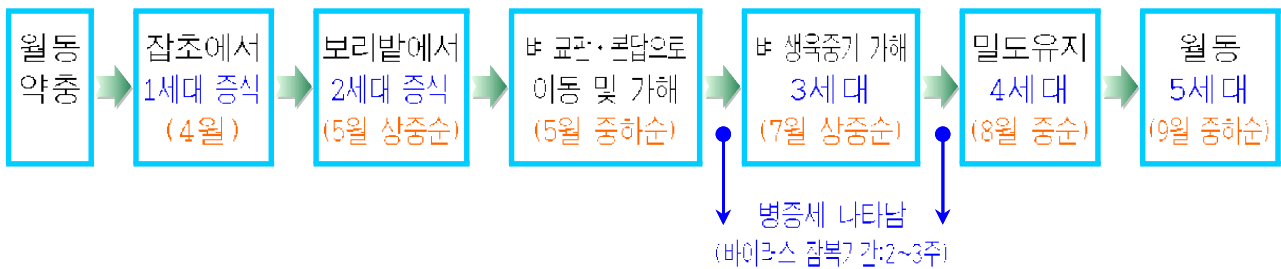 월동
약충
잡초에서
1세대 증식
(4월)
보리밭에서
2세대 증식
(5월 상중순)
벼 묘판·본답으로
이동 및 가해
(5월 중하순)
벼 생육중기 가해
3세대
(7월 상중순)
밀도유지
4세대
(8월 중순)
월동
5세대
(9월 중하순)
병증세 나타남
(바이러스 잠복기간:2~3주)